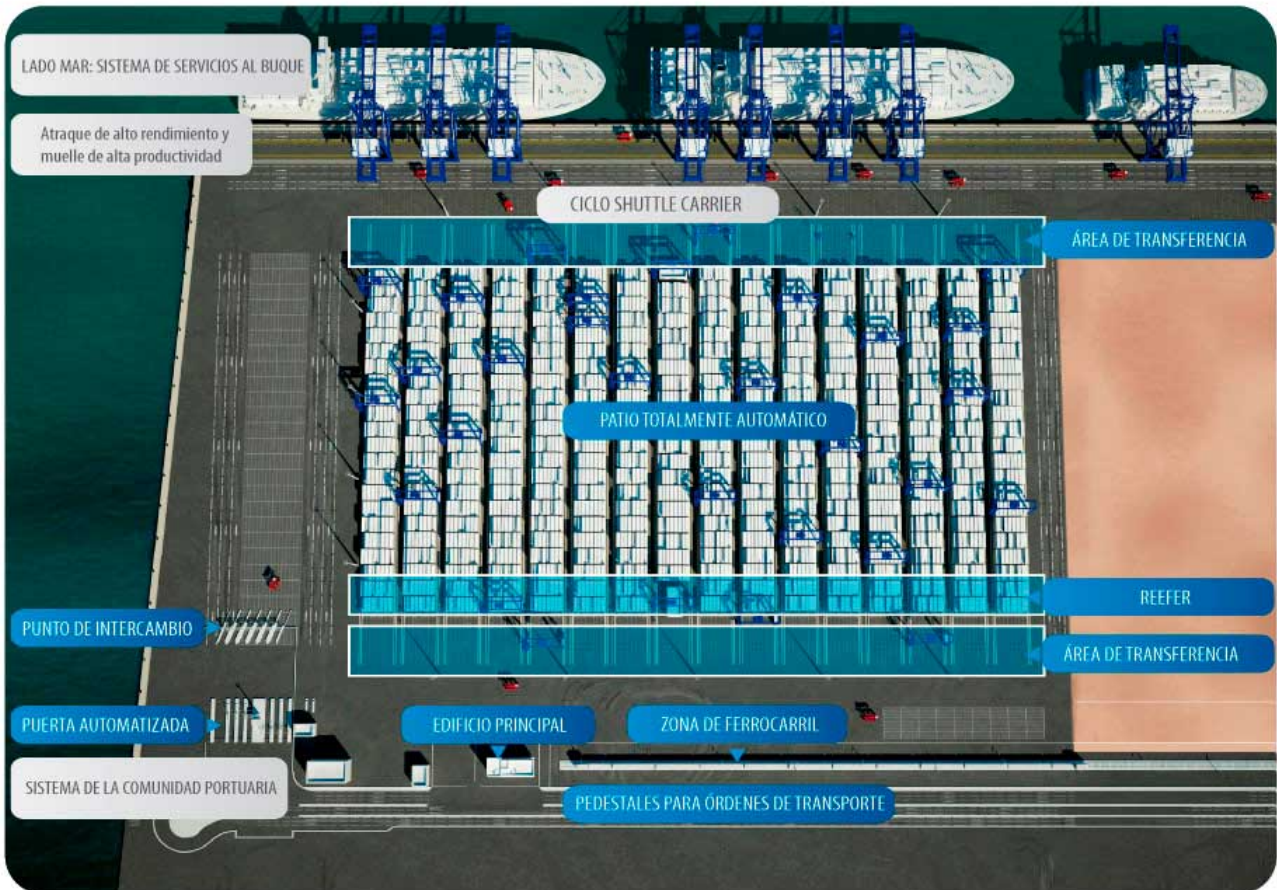 LADO MAR: SISTEMA DE SERVICIOS AL BUQUE
Atraque de alto rendimiento y
muelle de alta productividad
CICLO SHUTTLE CARRIER
ÁREA DE TRANSFERENCIA
PATIO TOTALMENTE AUTOMÁTICO
REEFER
PUNTO DE INTERCAMBIO
ÁREA DE TRANSFERENCIA
PUERTA AUTOMATIZADA
EDIFICIO PRINCIPAL
ZONA DE FERROCARRIL
SISTEMA DE LA COMUNIDAD PORTUARIA
PEDESTALES PARA ÓRDENES DE TRANSPORTE